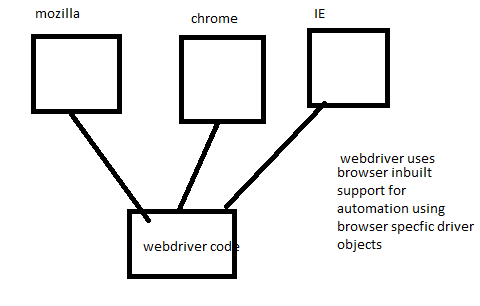 mozilla
chrome
IE
webdriver uses
browser inbuilt
support for
automation using
browser specfic driver
objects
webdriver code